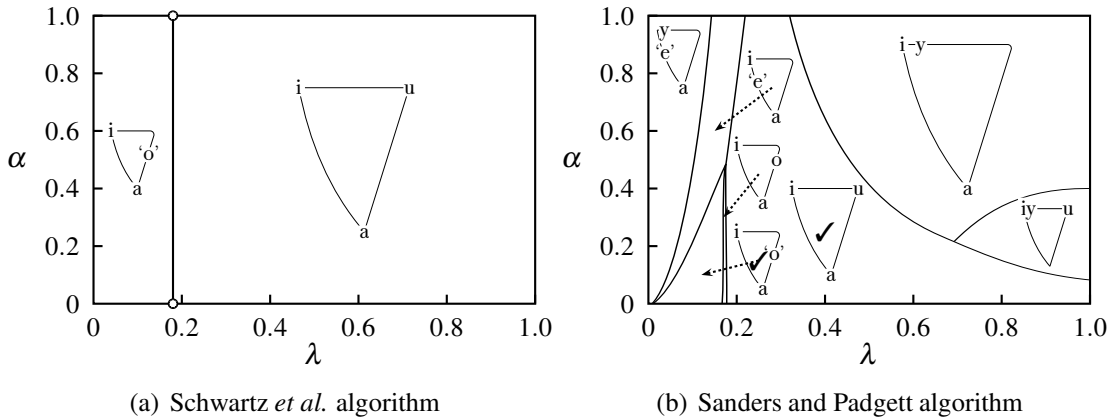 1.0
0.8
0.6
0.4
0.2
0
α
0
0.2
0.4
0.6
0.8
1.0
λ
i
‘o’
a
i
u
a
(a) Schwartz et al. algorithm
1.0
0.8
0.6
0.4
0.2
0
α
0
0.2
0.4
0.6
0.8
1.0
λ
y
‘e’
a
i
‘e’
a
i
o
a
i
‘o’
a
i
u
a
✓
✓
i y
a
iy
u
(b) Sanders and Padgett algorithm